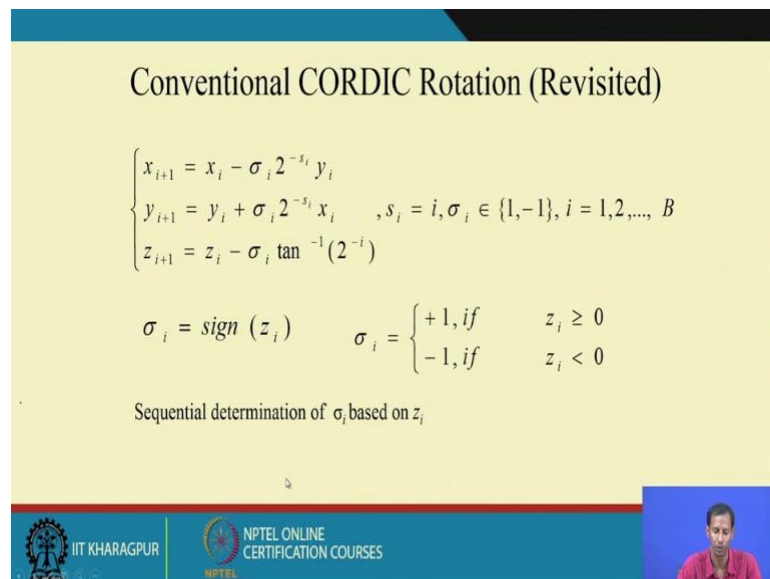 Conventional CORDIC Rotation (Revisited)
x_{i+1} = x_i − σ_i 2^{−s_i} y_i
y_{i+1} = y_i + σ_i 2^{−s_i} x_i , s_i = i, σ_i ∈ {1,−1}, i = 1,2,..., B
z_{i+1} = z_i − σ_i tan^{−1}(2^{−i})
σ_i = sign (z_i)
σ_i = { +1, if z_i ≥ 0
−1, if z_i < 0
Sequential determination of σ_i based on z_i
IIT KHARAGPUR
NPTEL
NPTEL ONLINE
CERTIFICATION COURSES